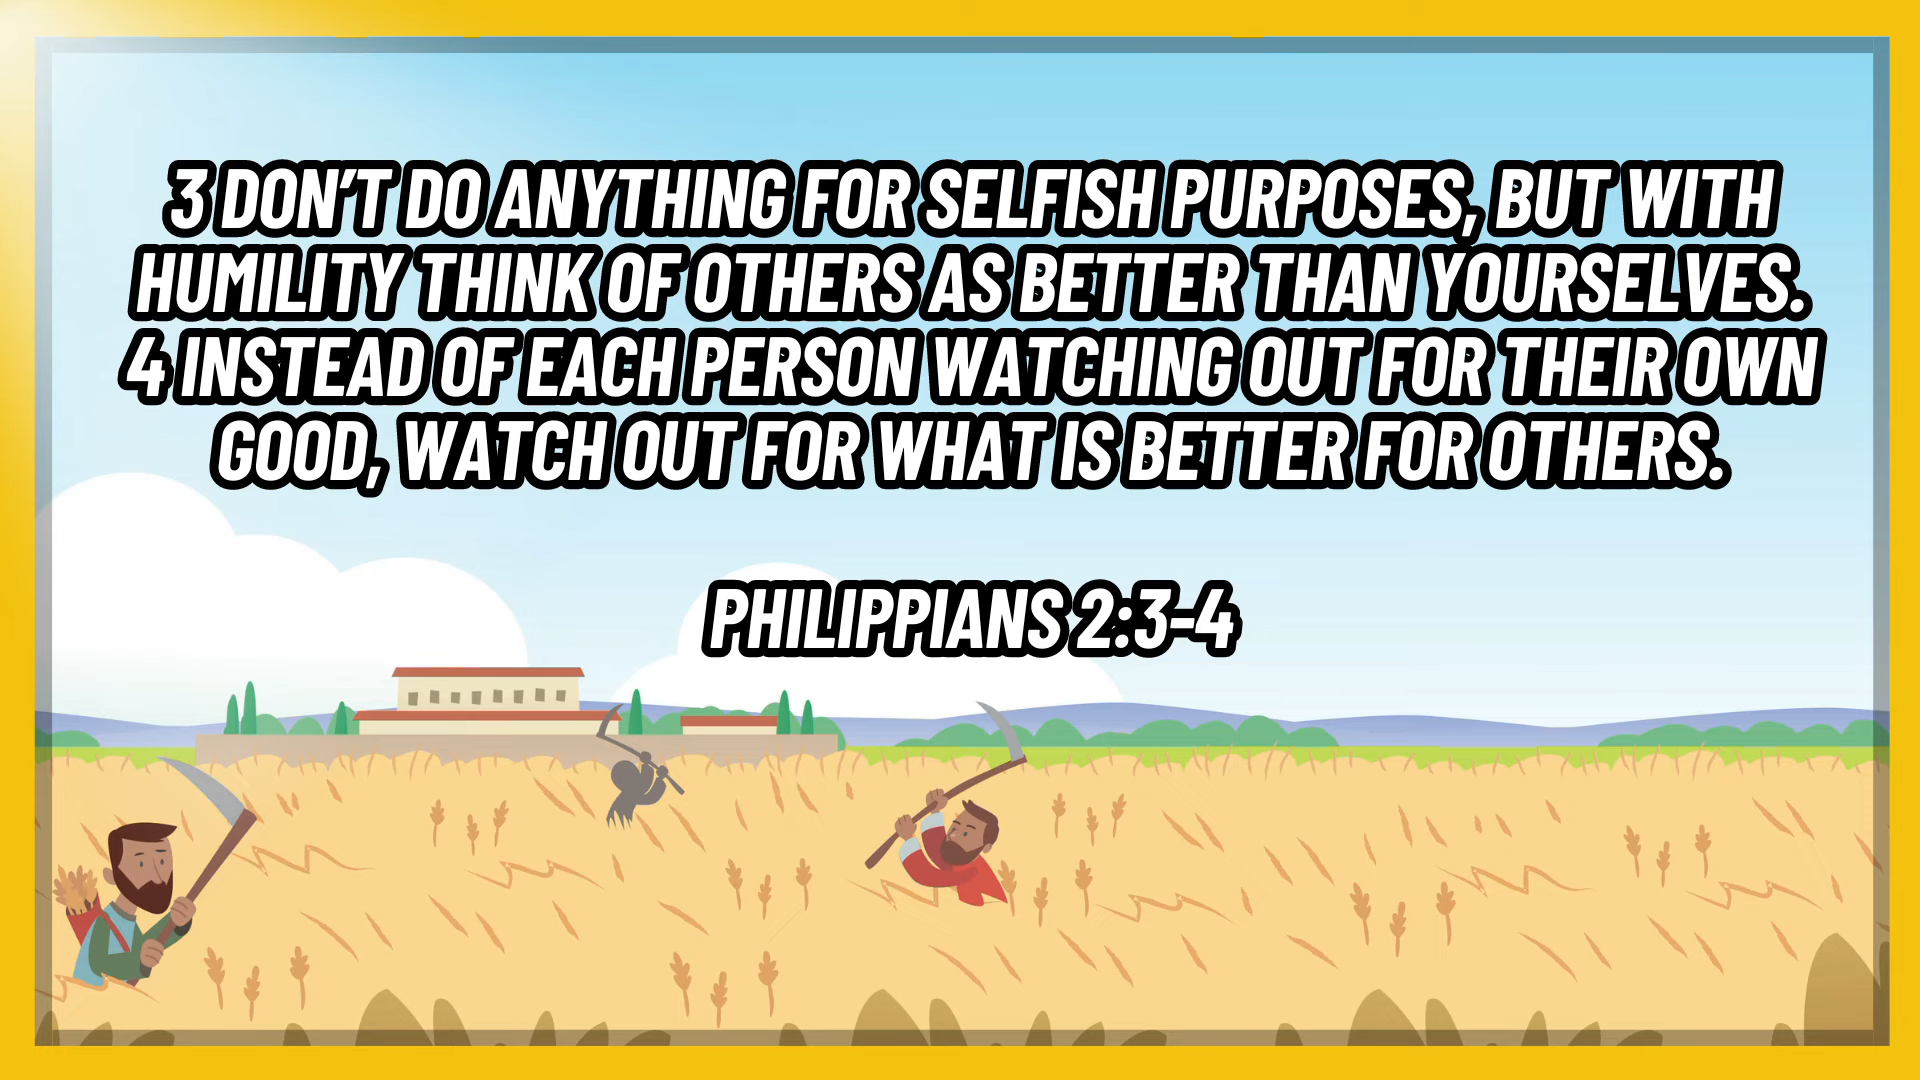 3 DON’T DO ANYTHING FOR SELFISH PURPOSES, BUT WITH
HUMILITY THINK OF OTHERS AS BETTER THAN YOURSELVES.
4 INSTEAD OF EACH PERSON WATCHING OUT FOR THEIR OWN
GOOD, WATCH OUT FOR WHAT IS BETTER FOR OTHERS.
PHILIPPIANS 2:3-4